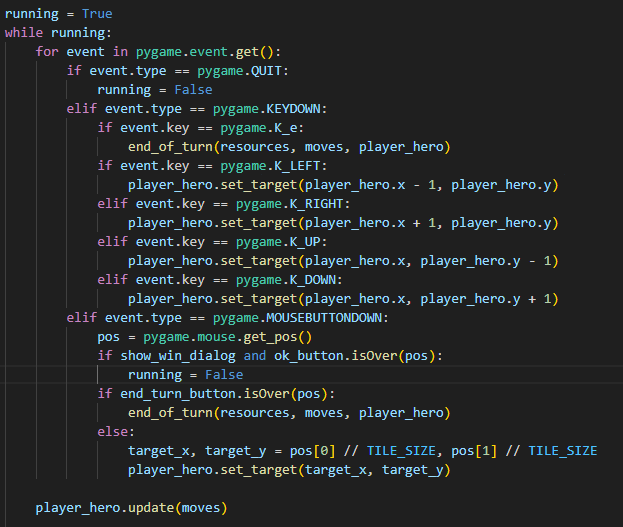 running = True
while running:
    for event in pygame.event.get():
        if event.type == pygame.QUIT:
            running = False
        elif event.type == pygame.KEYDOWN:
            if event.key == pygame.K_e:
                end_of_turn(resources, moves, player_hero)
            if event.key == pygame.K_LEFT:
                player_hero.set_target(player_hero.x - 1, player_hero.y)
            elif event.key == pygame.K_RIGHT:
                player_hero.set_target(player_hero.x + 1, player_hero.y)
            elif event.key == pygame.K_UP:
                player_hero.set_target(player_hero.x, player_hero.y - 1)
            elif event.key == pygame.K_DOWN:
                player_hero.set_target(player_hero.x, player_hero.y + 1)
        elif event.type == pygame.MOUSEBUTTONDOWN:
            pos = pygame.mouse.get_pos()
            if show_win_dialog and ok_button.isOver(pos):
                running = False
            if end_turn_button.isOver(pos):
                end_of_turn(resources, moves, player_hero)
            else:
                target_x, target_y = pos[0] // TILE_SIZE, pos[1] // TILE_SIZE
                player_hero.set_target(target_x, target_y)
    player_hero.update(moves)